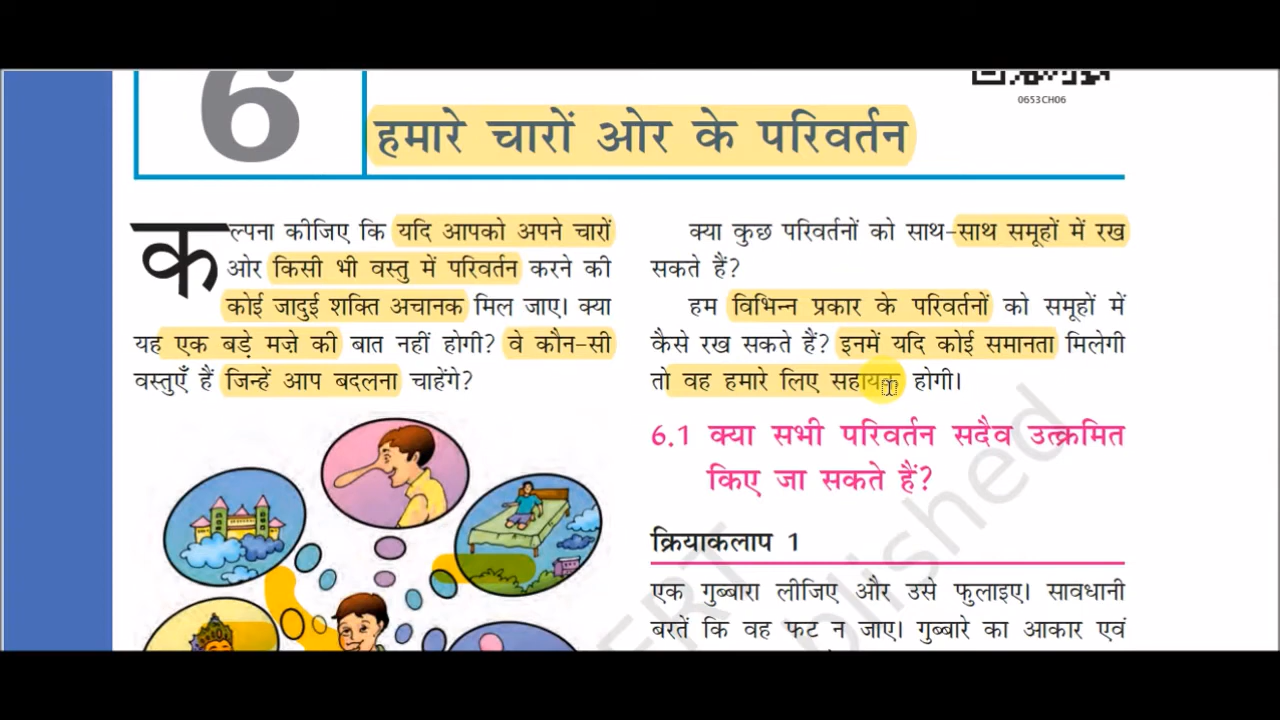 6
0653CH06
हमारे चारों ओर के परिवर्तन
कल्पना कीजिए कि यदि आपको अपने चारों
ओर किसी भी वस्तु में परिवर्तन करने की
कोई जादुई शक्ति अचानक मिल जाए। क्या
यह एक बड़े मज़े की बात नहीं होगी? वे कौन-सी
वस्तुएँ हैं जिन्हें आप बदलना चाहेंगे?
क्या कुछ परिवर्तनों को साथ-साथ समूहों में रख
सकते हैं?
हम विभिन्न प्रकार के परिवर्तनों को समूहों में
कैसे रख सकते हैं? इनमें यदि कोई समानता मिलेगी
तो वह हमारे लिए सहायक होगी।
6.1 क्या सभी परिवर्तन सदैव उत्क्रमित
किए जा सकते हैं?
क्रियाकलाप 1
एक गुब्बारा लीजिए और उसे फुलाइए। सावधानी
बरतें कि वह फट न जाए। गुब्बारे का आकार एवं